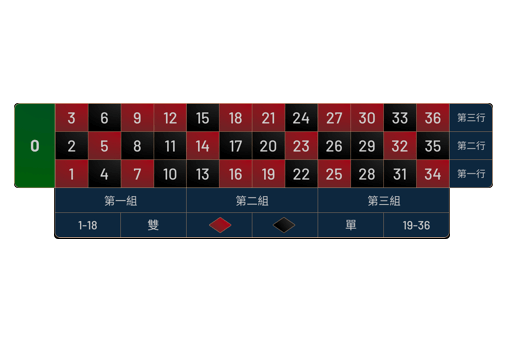 3 6 9 12 15 18 21 24 27 30 33 36 第三行
0 2 5 8 11 14 17 20 23 26 29 32 35 第二行
1 4 7 10 13 16 19 22 25 28 31 34 第一行
第一組 第二組 第三組
1-18 雙 單 19-36